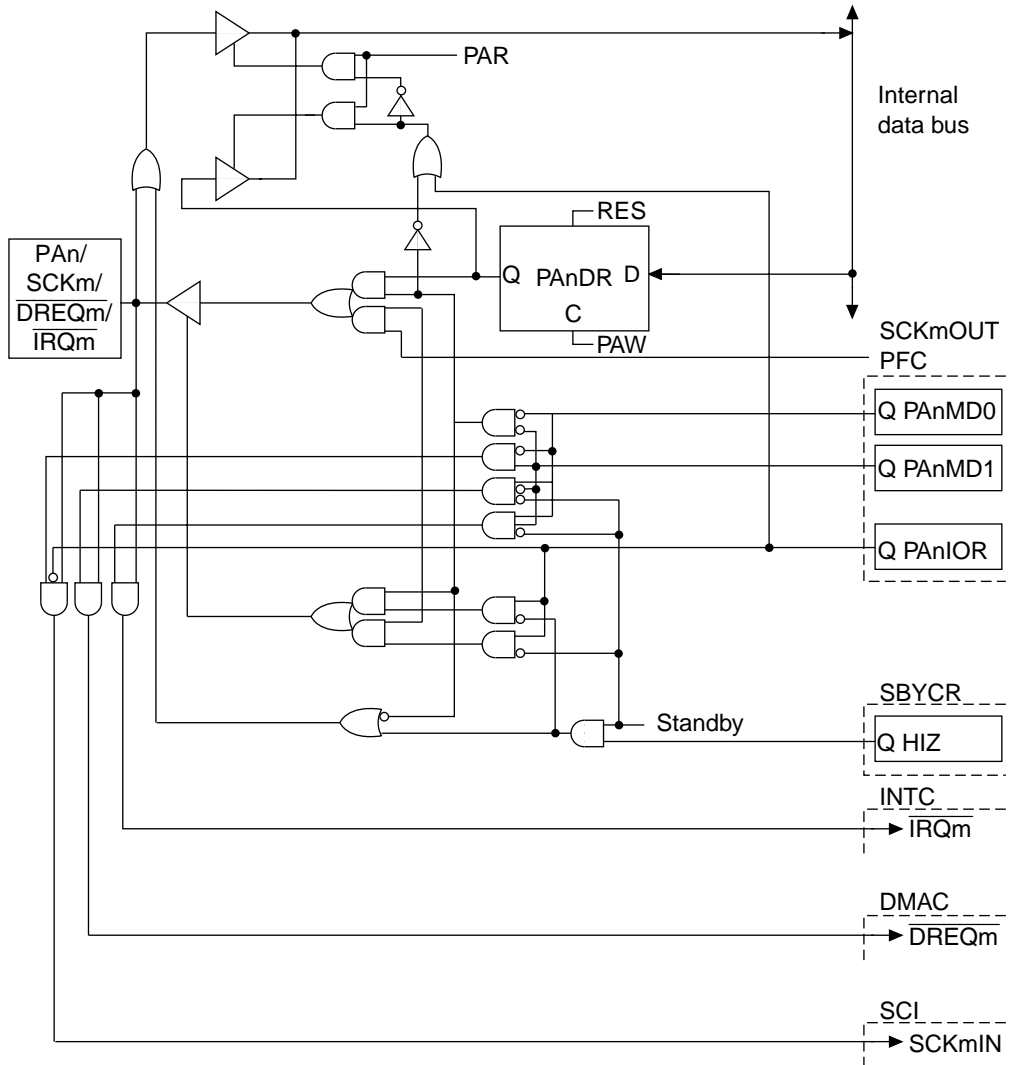 PAR
Internal
data bus
RES
PAn/
SCKm/
DREQm/
IRQm
Q PAnDR D
C
PAW
SCKmOUT
PFC
Q PAnMD0
Q PAnMD1
Q PAnIOR
SBYCR
Standby
Q HIZ
INTC
IRQm
DMAC
DREQm
SCI
SCKmIN